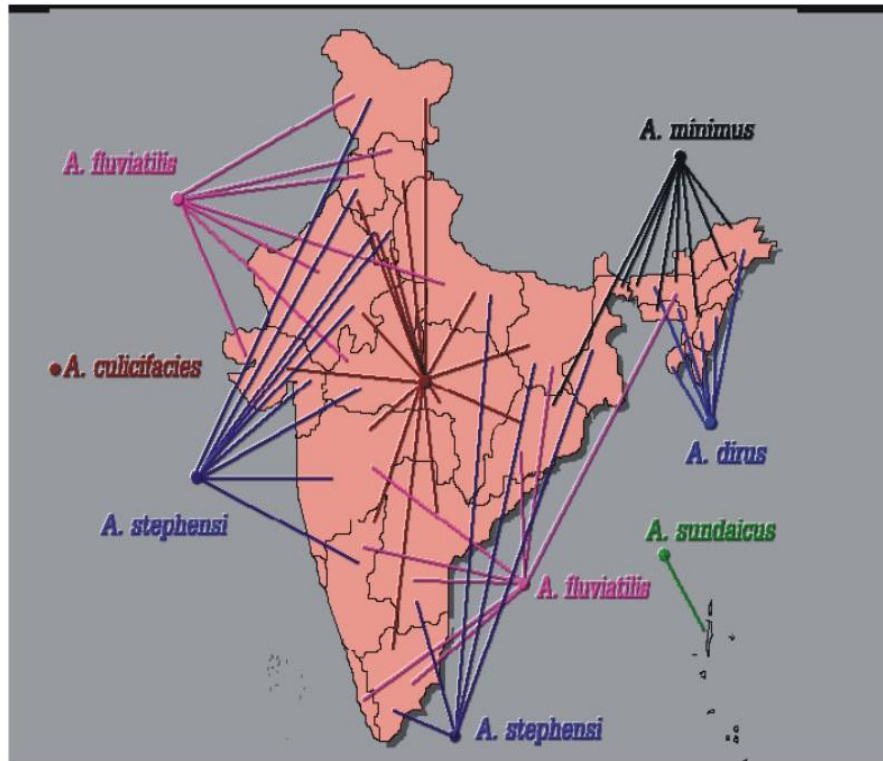 A. minimus
A. fluviatilis
A. culicifacies
A. dirus
A. stephensi
A. sundaicus
A. fluviatilis
A. stephensi